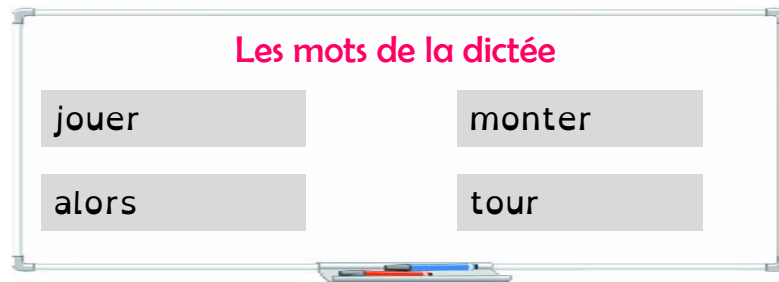 Les mots de la dictée
jouer
monter
alors
tour